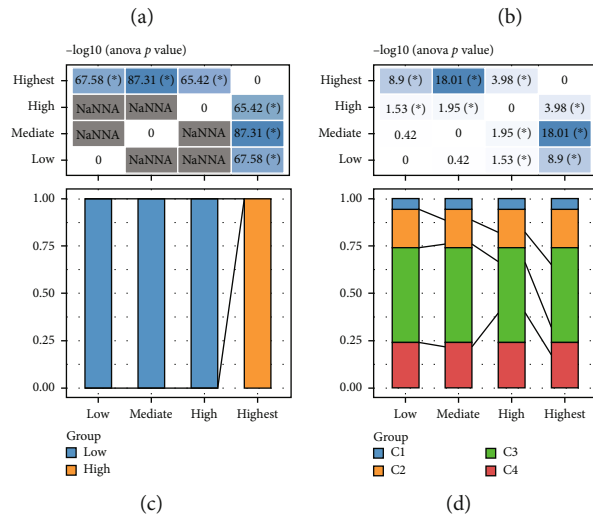 (a)
(b)
–log10 (anova p value)
Highest 67.58 (*) 87.31 (*) 65.42 (*) 0
High NaNNA NaNNA 0 65.42 (*)
Mediate NaNNA 0 NaNNA 87.31 (*)
Low 0 NaNNA NaNNA 67.58 (*)
1.00
0.75
0.50
0.25
0.00
Low Mediate High Highest
Group
Low
High
(c)
–log10 (anova p value)
Highest 8.9 (*) 18.01 (*) 3.98 (*) 0
High 1.53 (*) 1.95 (*) 0 3.98 (*)
Mediate 0.42 0 1.95 (*) 18.01 (*)
Low 0 0.42 1.53 (*) 8.9 (*)
1.00
0.75
0.50
0.25
0.00
Low Mediate High Highest
Group
C1 C3
C2 C4
(d)